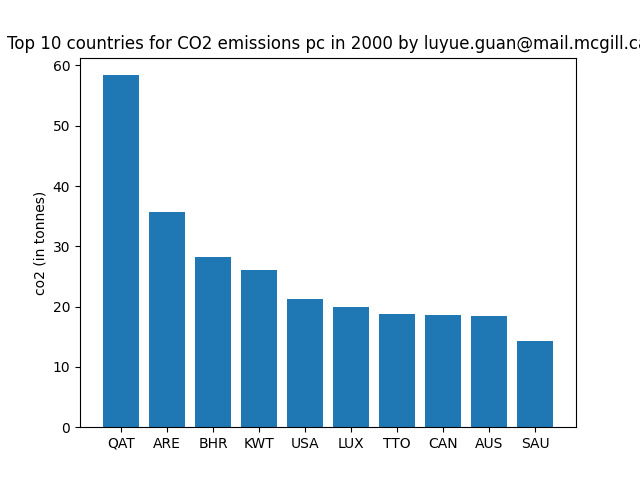 Top 10 countries for CO2 emissions pc in 2000 by luyue.guan@mail.mcgill.ca
60
50
40
30
20
10
0
co2 (in tonnes)
QAT ARE BHR KWT USA LUX TTO CAN AUS SAU